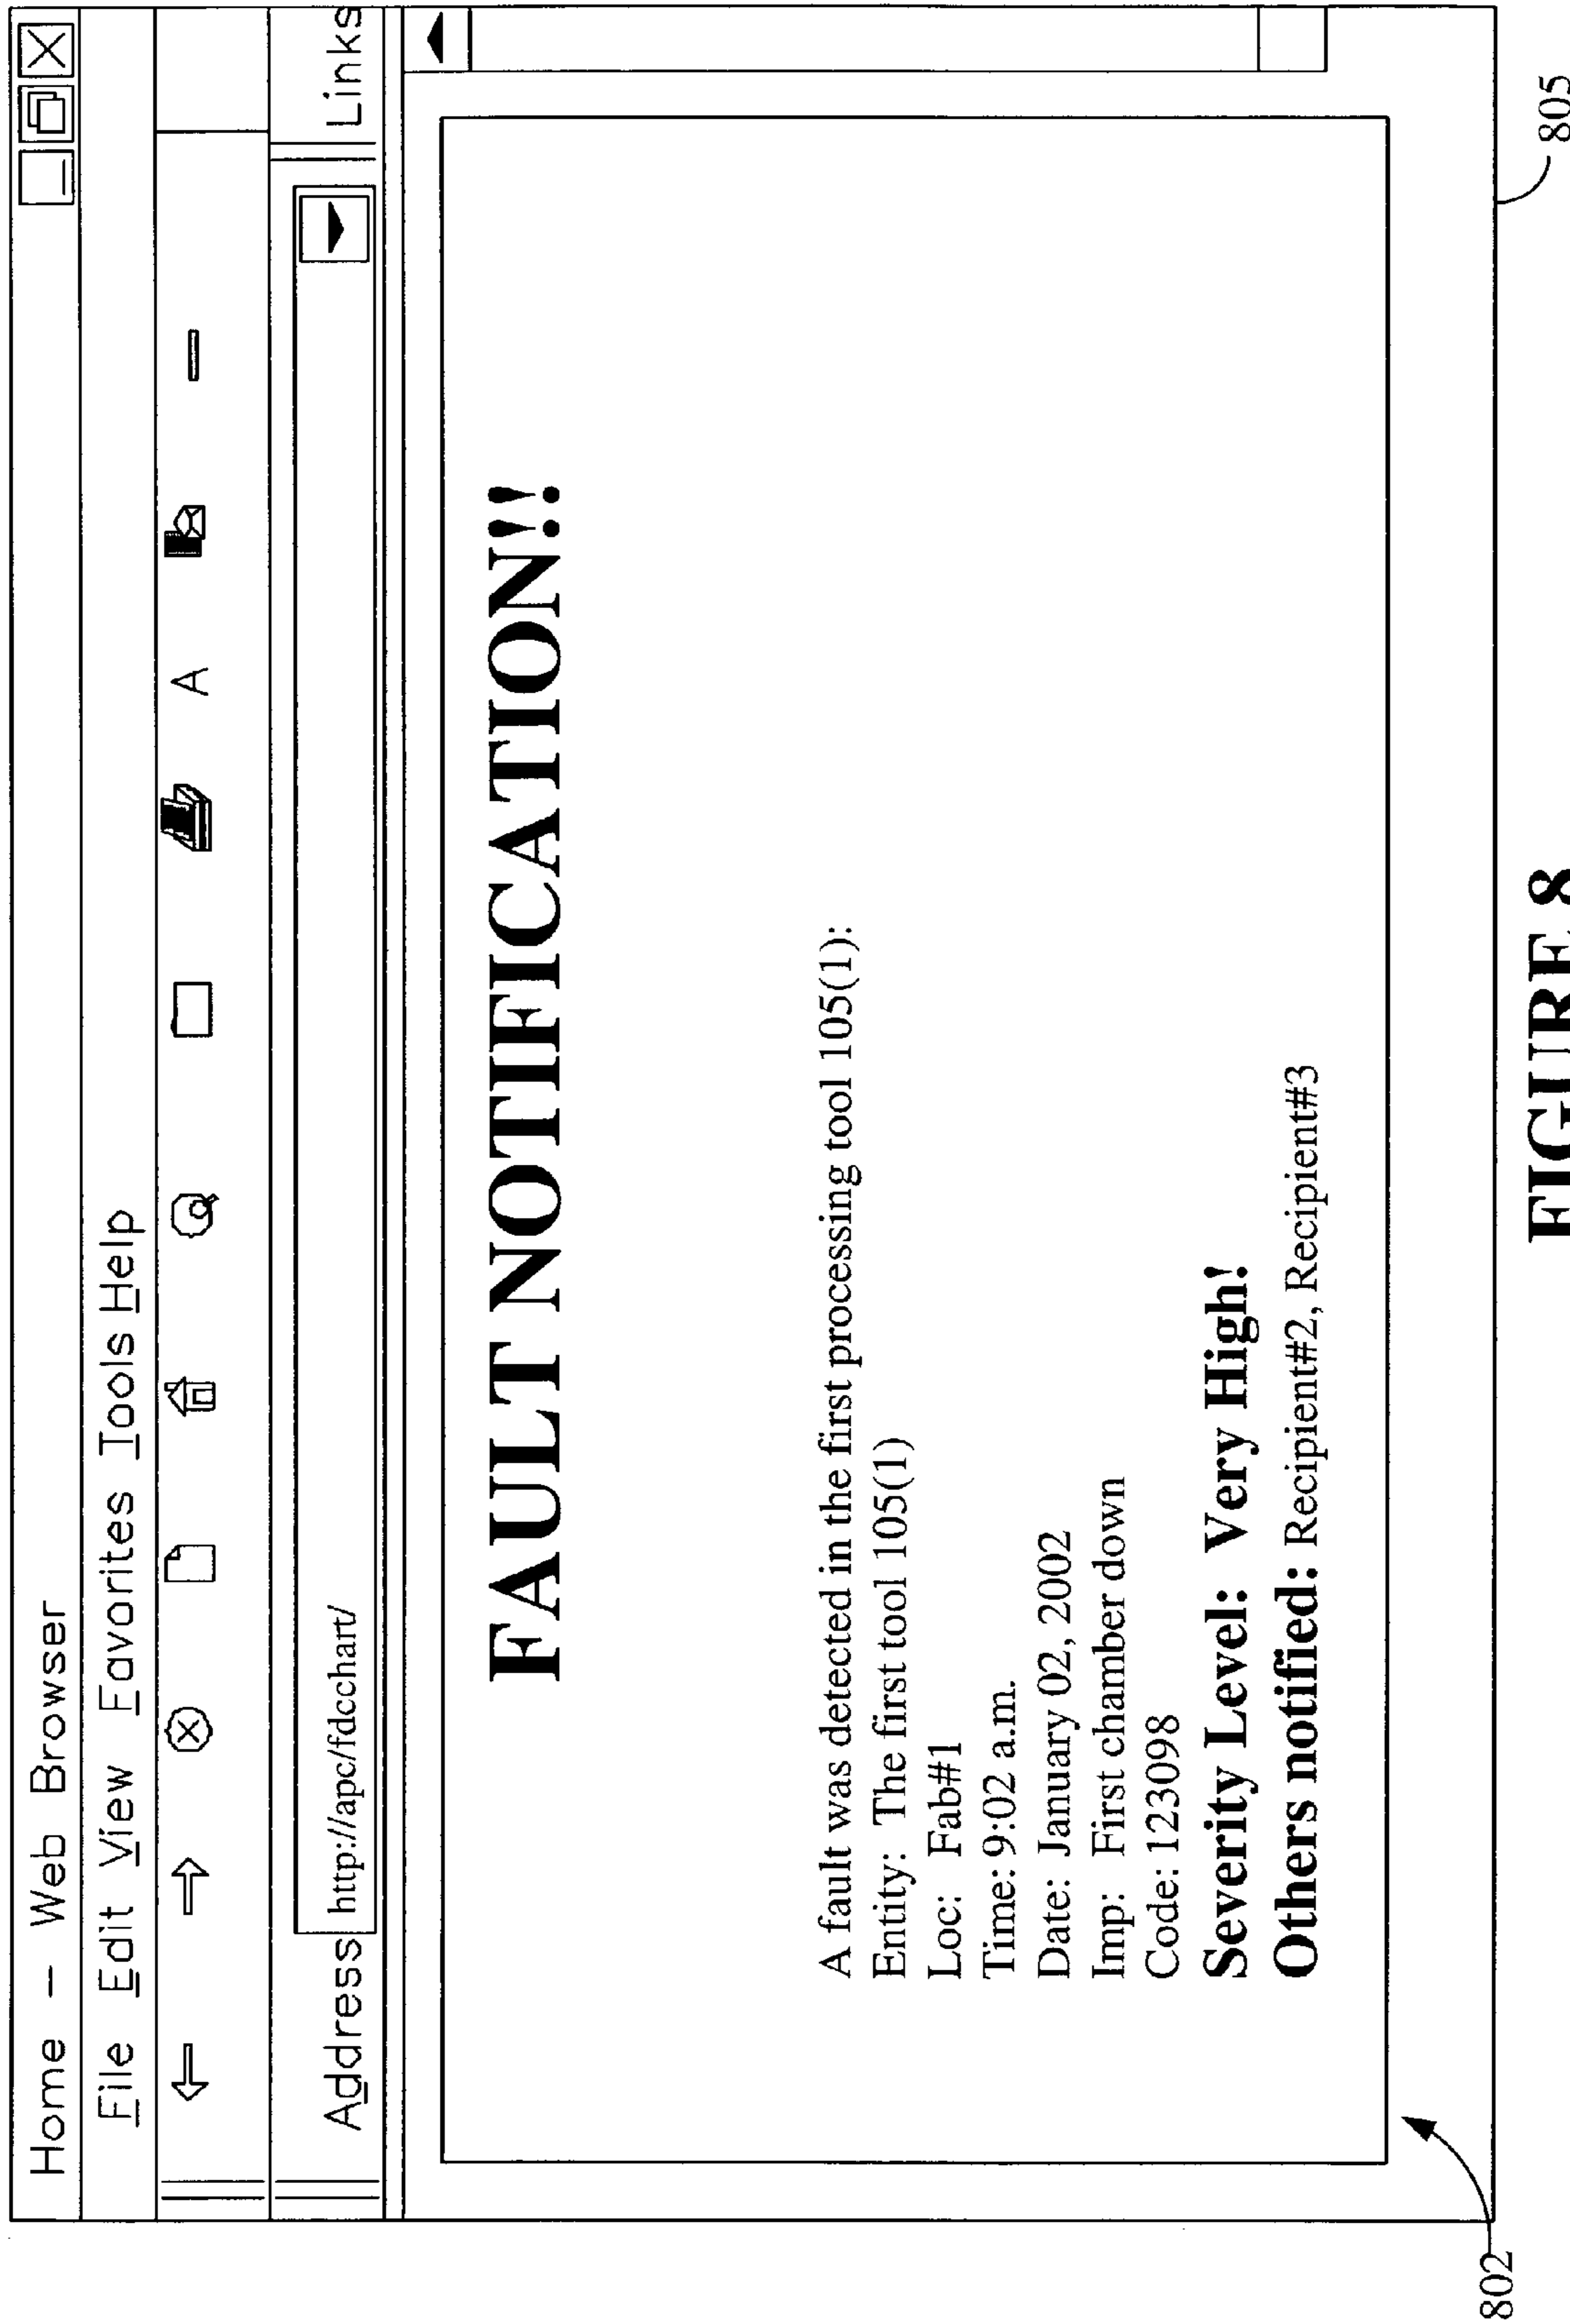 Home – Web Browser
File Edit View Favorites Tools Help
A
Address http://apc/fdcchart/ Links
FAULT NOTIFICATION!!
A fault was detected in the first processing tool 105(1):
Entity: The first tool 105(1)
Loc: Fab#1
Time: 9:02 a.m.
Date: January 02, 2002
Imp: First chamber down
Code: 123098
Severity Level: Very High!
Others notified: Recipient#2, Recipient#3
802
805
FIGURE 8